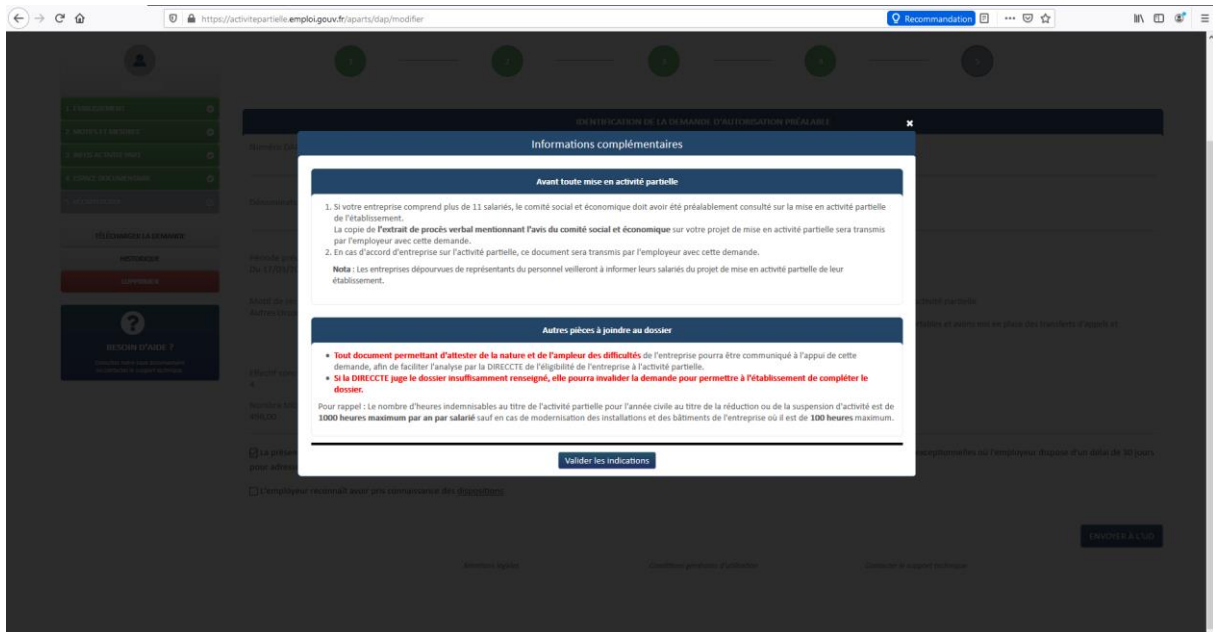 https://activitepartielle.emploi.gouv.fr/aparts/dap/modifier
Recommandation
IDENTIFICATION DE LA DEMANDE D'AUTORISATION PRÉALABLE
Informations complémentaires
Avant toute mise en activité partielle
1. Si votre entreprise comprend plus de 11 salariés, le comité social et économique doit avoir été préalablement consulté sur la mise en activité partielle
de l'établissement.
La copie de l'extrait de procès verbal mentionnant l'avis du comité social et économique sur votre projet de mise en activité partielle sera transmis
par l'employeur avec cette demande.
2. En cas d'accord d'entreprise sur l'activité partielle, ce document sera transmis par l'employeur avec cette demande.
Nota : Les entreprises dépourvues de représentants du personnel veilleront à informer leurs salariés du projet de mise en activité partielle de leur
établissement.
Autres pièces à joindre au dossier
• Tout document permettant d'attester de la nature et de l'ampleur des difficultés de l'entreprise pourra être communiqué à l'appui de cette
demande, afin de faciliter l'analyse par la DIRECCTE de l'éligibilité de l'entreprise à l'activité partielle.
• Si la DIRECCTE juge le dossier insuffisamment renseigné, elle pourra invalider la demande pour permettre à l'établissement de compléter le
dossier.
Pour rappel : Le nombre d'heures indemnisables au titre de l'activité partielle pour l'année civile au titre de la réduction ou de la suspension d'activité est de
1000 heures maximum par an par salarié sauf en cas de modernisation des installations et des bâtiments de l'entreprise où il est de 100 heures maximum.
Valider les indications
TÉLÉCHARGER LA DEMANDE
HISTORIQUE
SUPPRIMER
BESOIN D'AIDE ?
L'employeur reconnaît avoir pris connaissance des dispositions
ENVOYER À L'UD
Mentions légales
Conditions générales d'utilisation
Contacter le support technique